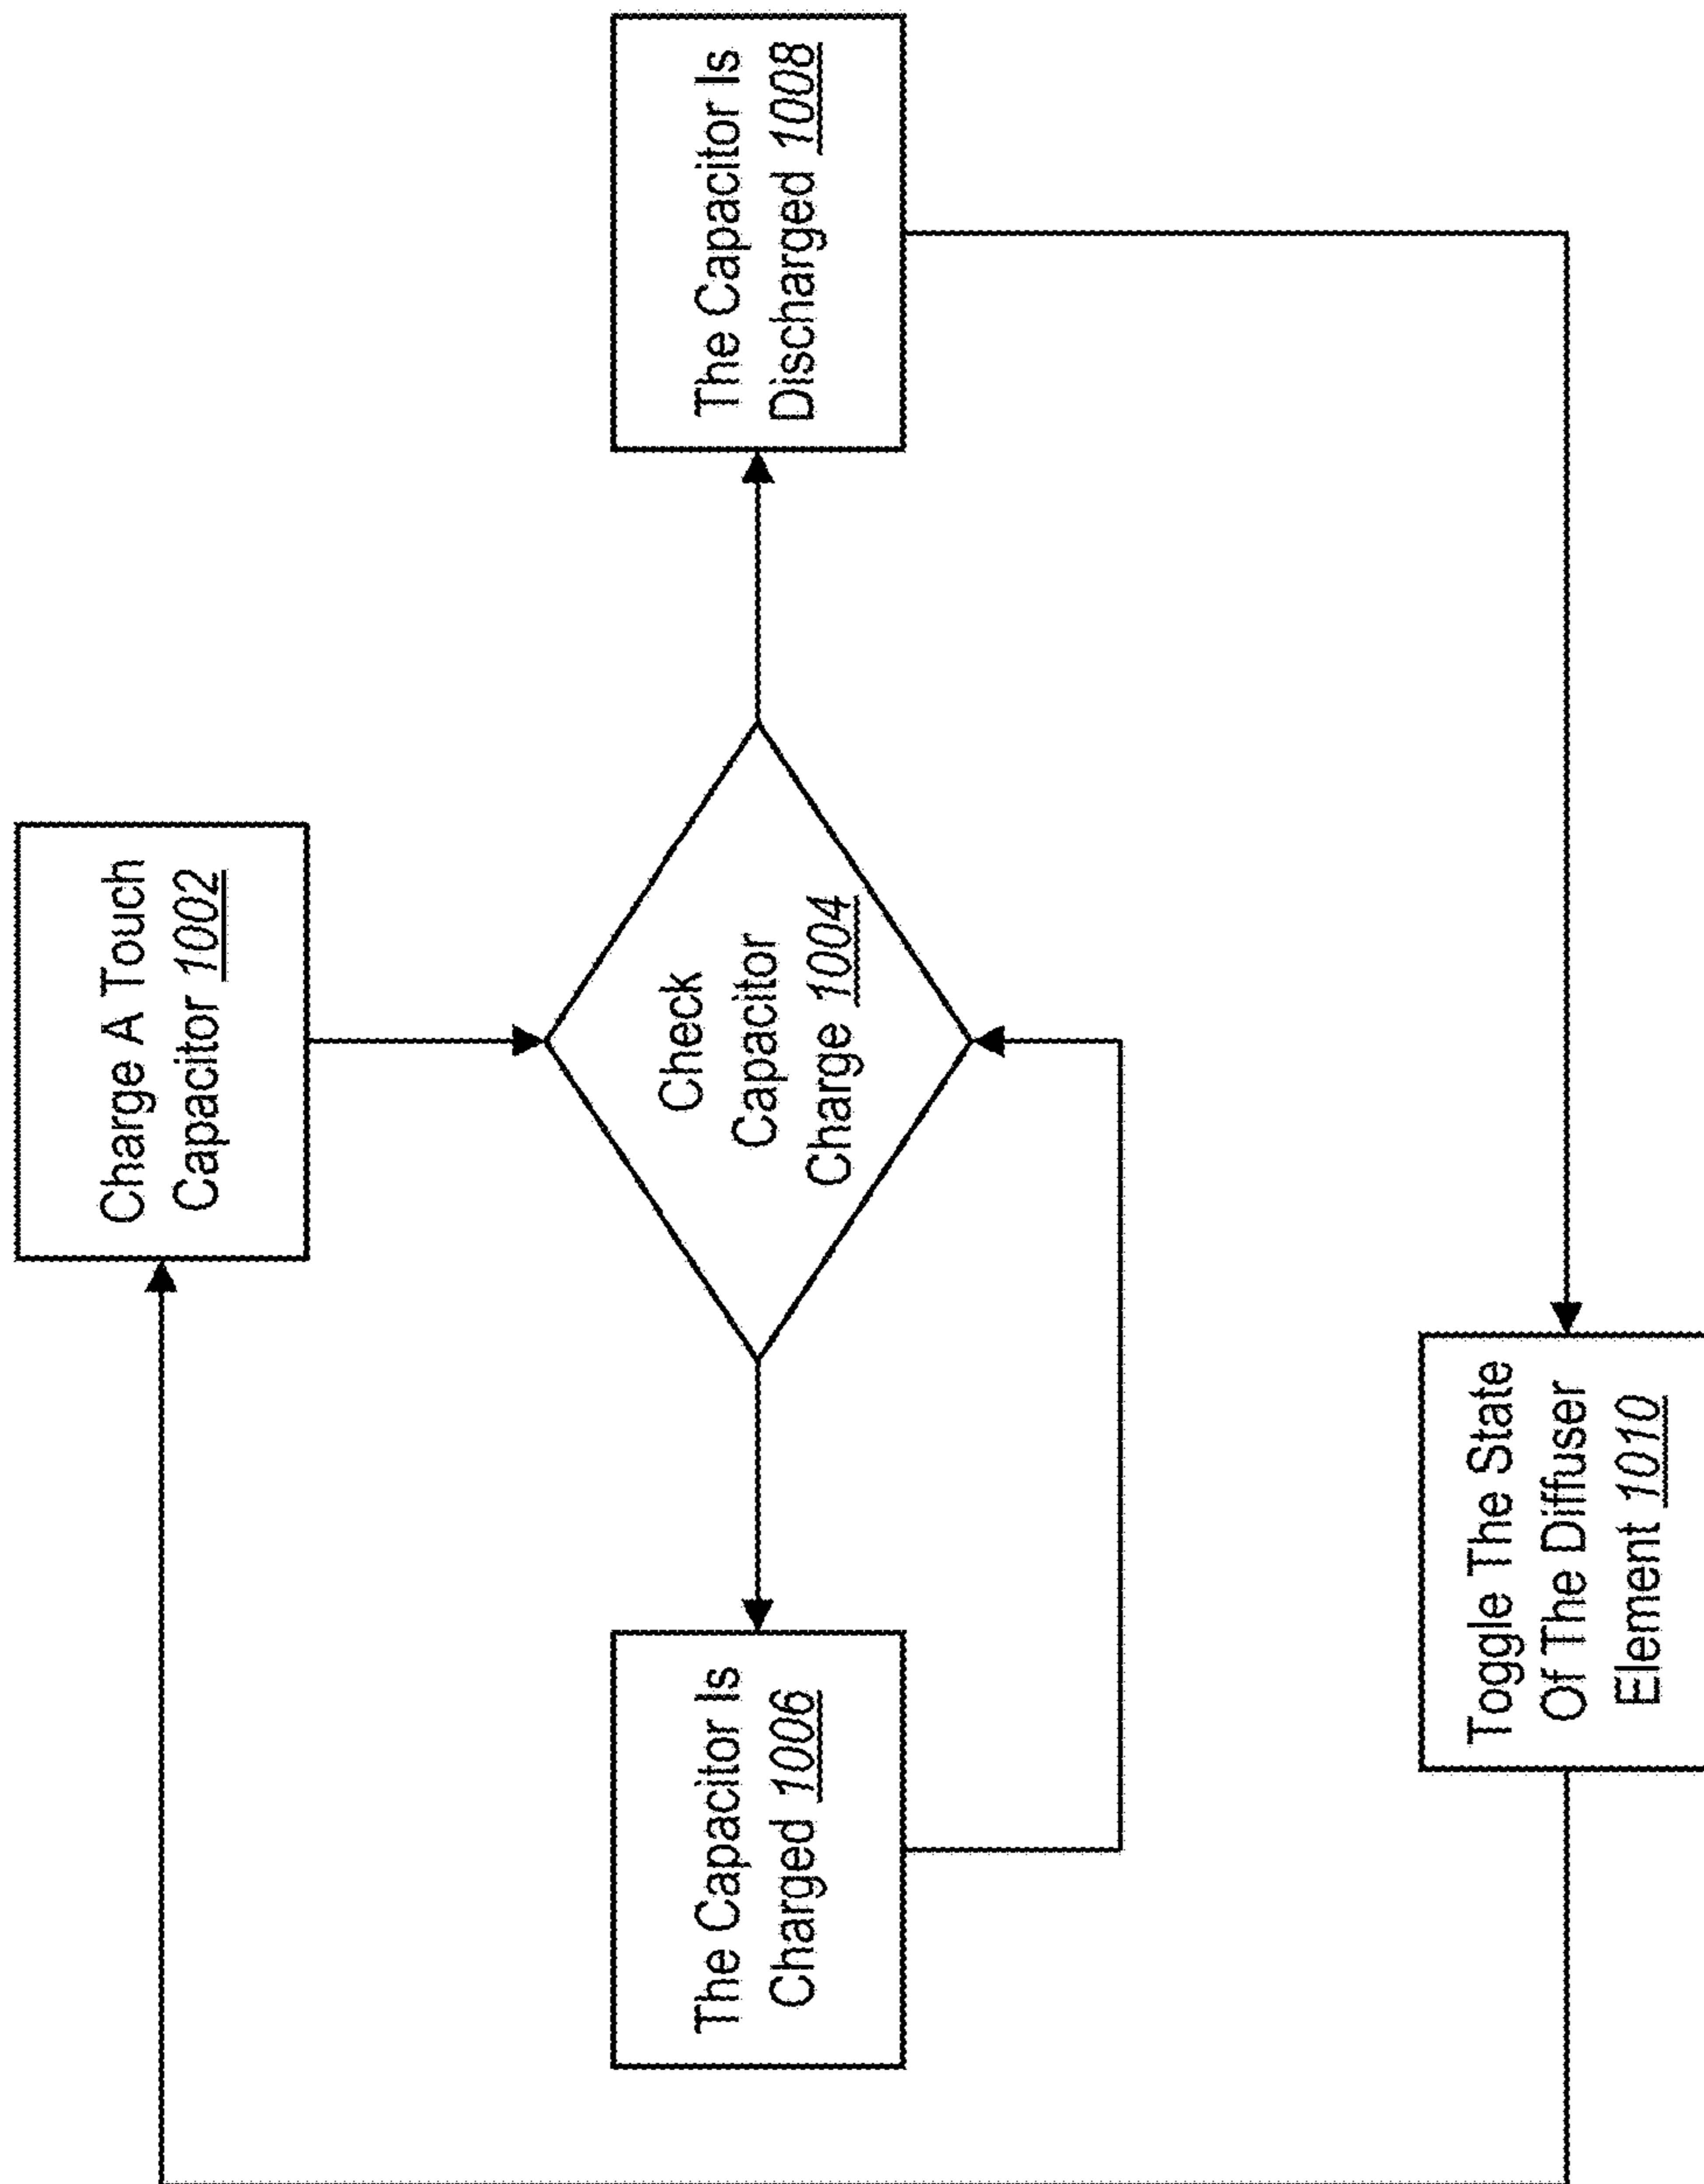 Charge A Touch
Capacitor 1002
Check
Capacitor
Charge 1004
The Capacitor Is
Charged 1006
The Capacitor Is
Discharged 1008
Toggle The State
Of The Diffuser
Element 1010